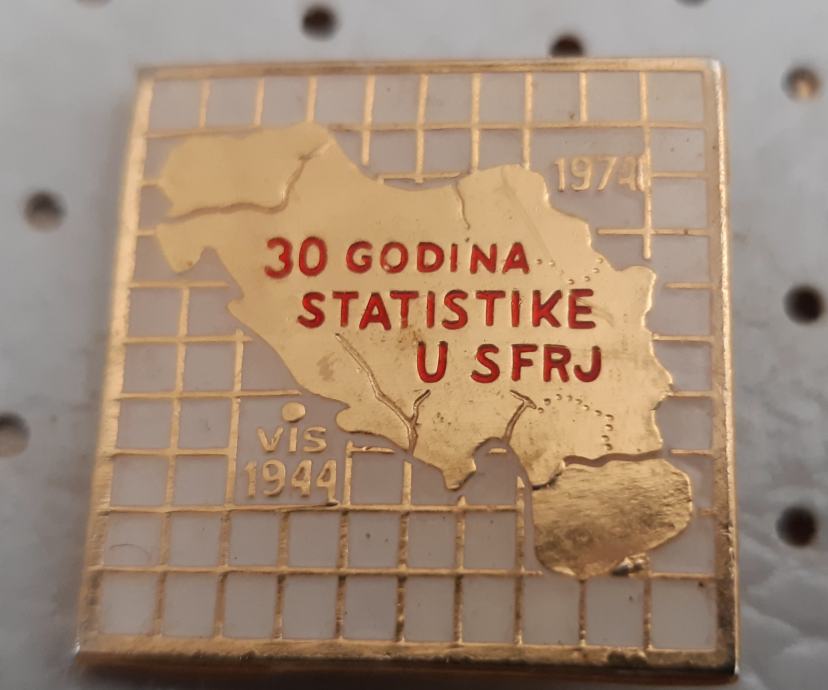 1974
30 GODINA
STATISTIKE
U SFRJ
VIS
1944